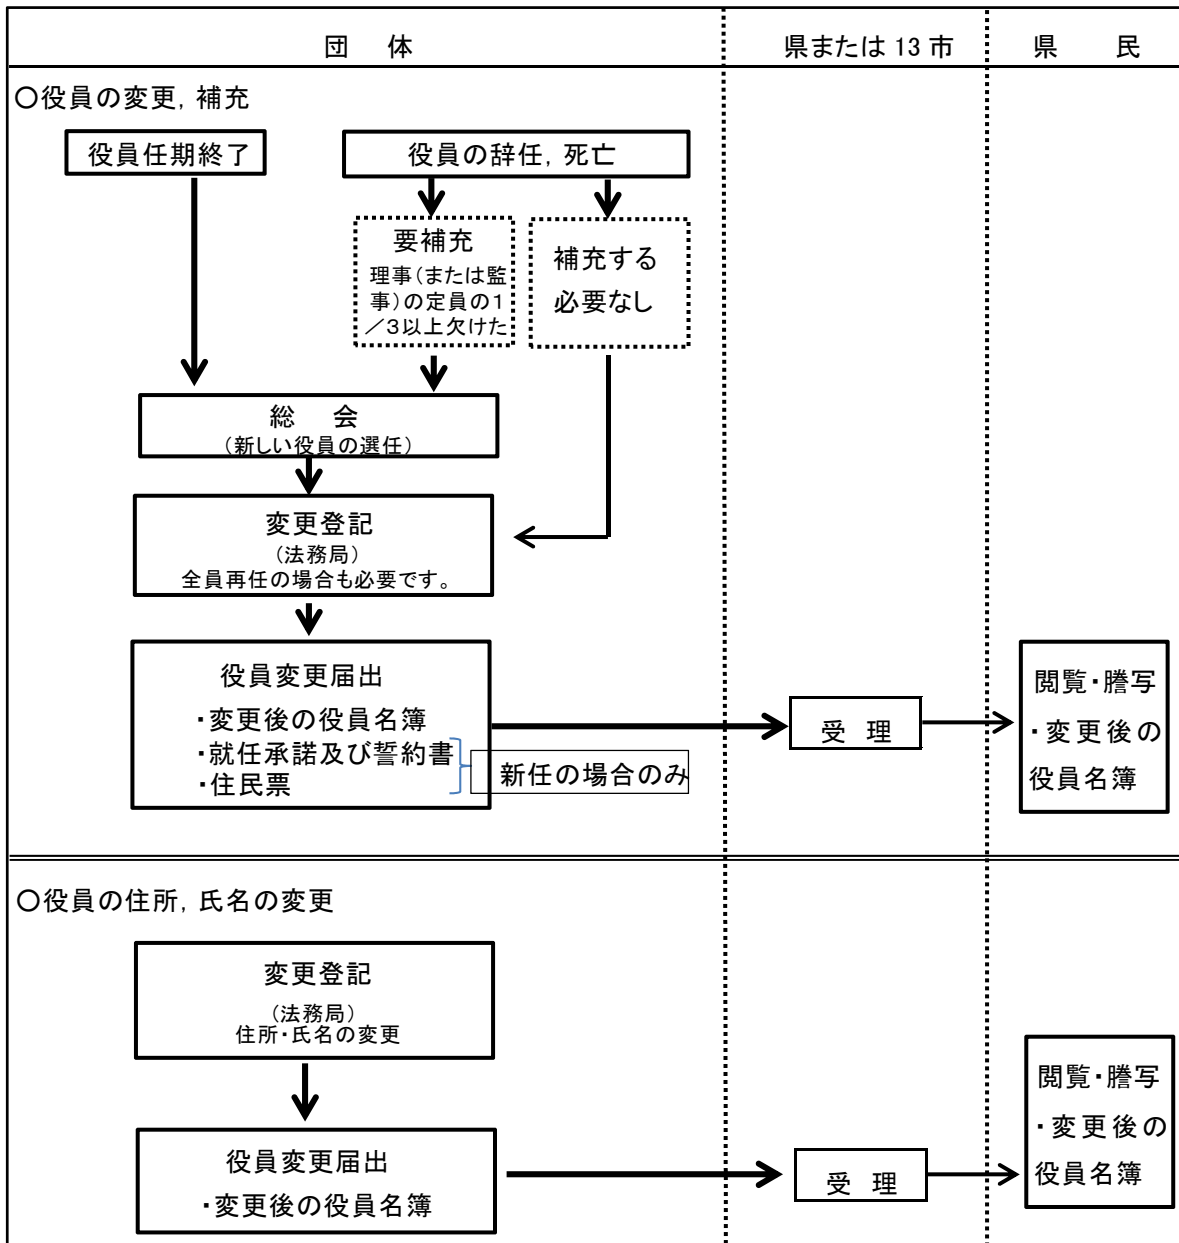 団 体
県または 13 市
県 民
○役員の変更，補充
役員任期終了
役員の辞任，死亡
要補充
理事（または監
事）の定員の１
／３以上欠けた
補充する
必要なし
総 会
（新しい役員の選任）
変更登記
（法務局）
全員再任の場合も必要です。
役員変更届出
・変更後の役員名簿
・就任承諾及び誓約書
・住民票
新任の場合のみ
受 理
閲覧・謄写
・変更後の
役員名簿
○役員の住所，氏名の変更
変更登記
（法務局）
住所・氏名の変更
役員変更届出
・変更後の役員名簿
受 理
閲覧・謄写
・変更後の
役員名簿